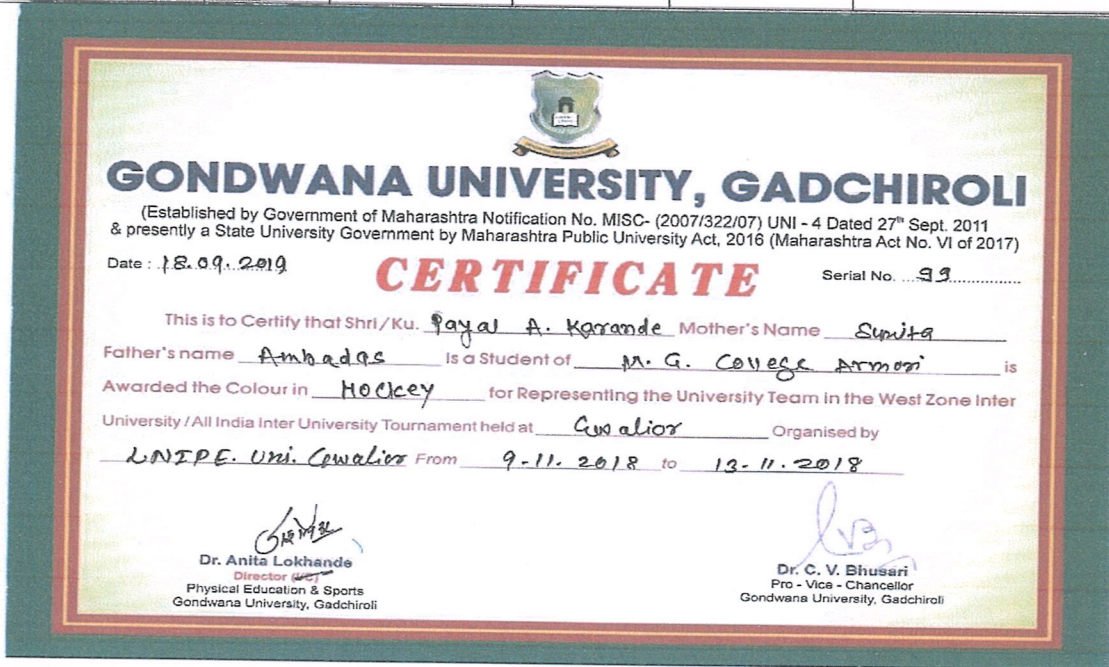 GONDWANA UNIVERSITY, GADCHIROLI
(Established by Government of Maharashtra Notification No. MISC- (2007/322/07) UNI - 4 Dated 27th Sept. 2011
& presently a State University Government by Maharashtra Public University Act, 2016 (Maharashtra Act No. VI of 2017)
Date : 18.09.2019 CERTIFICATE Serial No. 99
This is to Certify that Shri/Ku. Payal A. Karande Mother's Name Sunita
Father's name Ambadas Is a Student of M. G. College Armori is
Awarded the Colour in Hockey for Representing the University Team in the West Zone Inter
University / All India Inter University Tournament held at Gwalior Organised by
LNIPE. Uni. Gwalior From 9-11. 2018 to 13-11.2018
Dr. Anita Lokhande
Director (I/C)
Physical Education & Sports
Gondwana University, Gadchiroli
Dr. C. V. Bhusari
Pro - Vice - Chancellor
Gondwana University, Gadchiroli